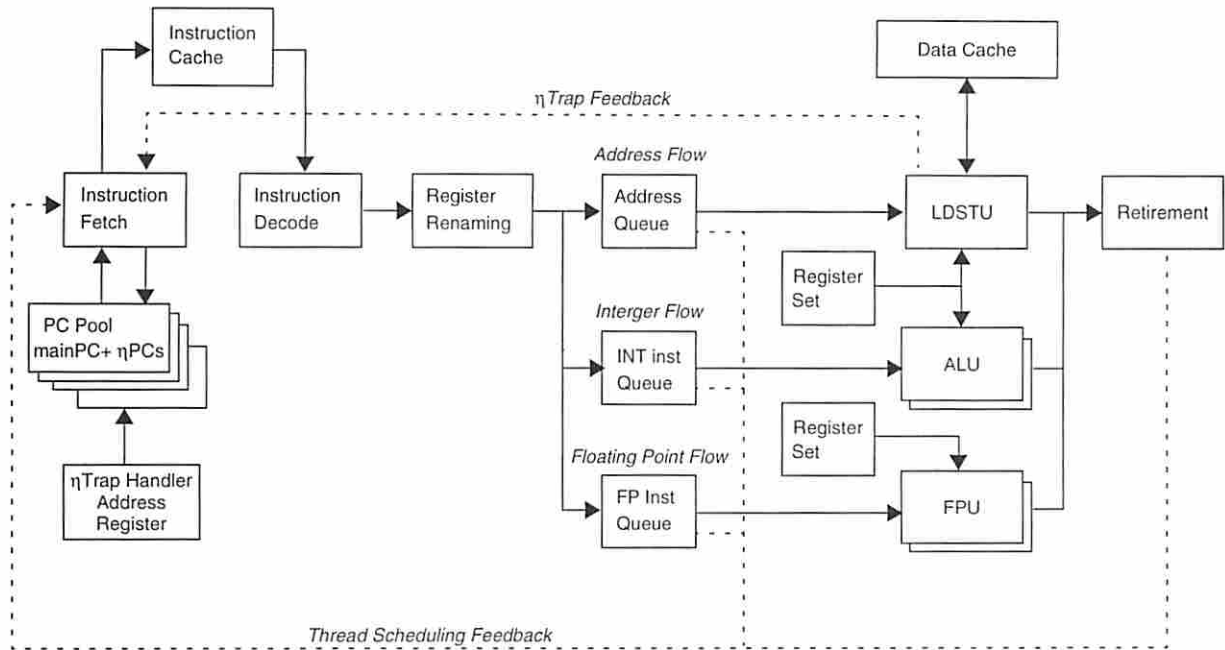 Instruction
Cache
Data Cache
ηTrap Feedback
Address Flow
Instruction
Fetch
Instruction
Decode
Register
Renaming
Address
Queue
LDSTU
Retirement
Register
Set
PC Pool
mainPC+ ηPCs
Interger Flow
INT inst
Queue
ALU
Register
Set
Floating Point Flow
FP Inst
Queue
FPU
ηTrap Handler
Address
Register
Thread Scheduling Feedback